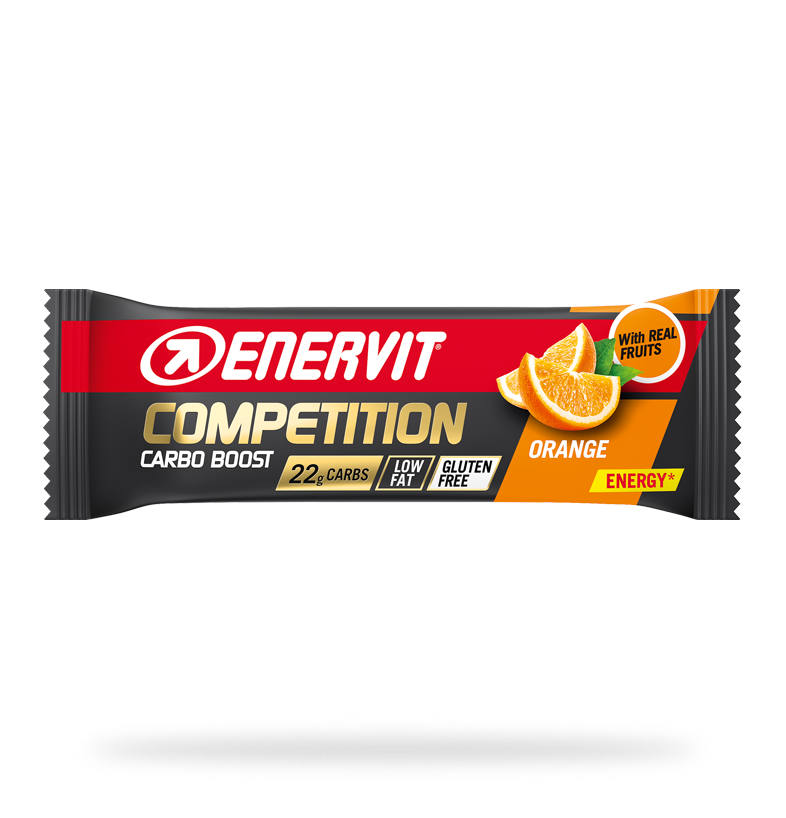 ENERVIT®
COMPETITION
CARBO BOOST
22g CARBS
LOW
FAT
GLUTEN
FREE
With REAL
FRUITS
ORANGE
ENERGY*